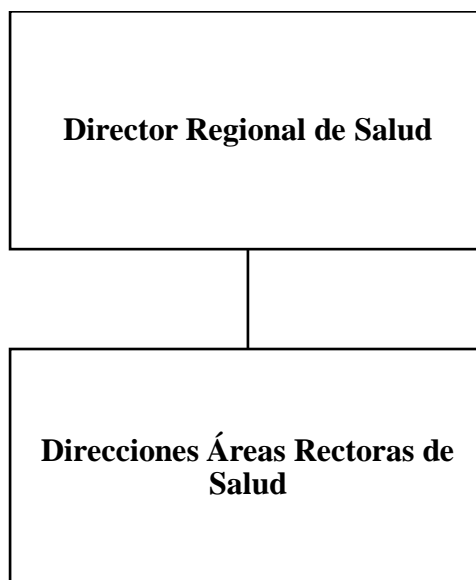 Director Regional de Salud
Direcciones Áreas Rectoras de
Salud